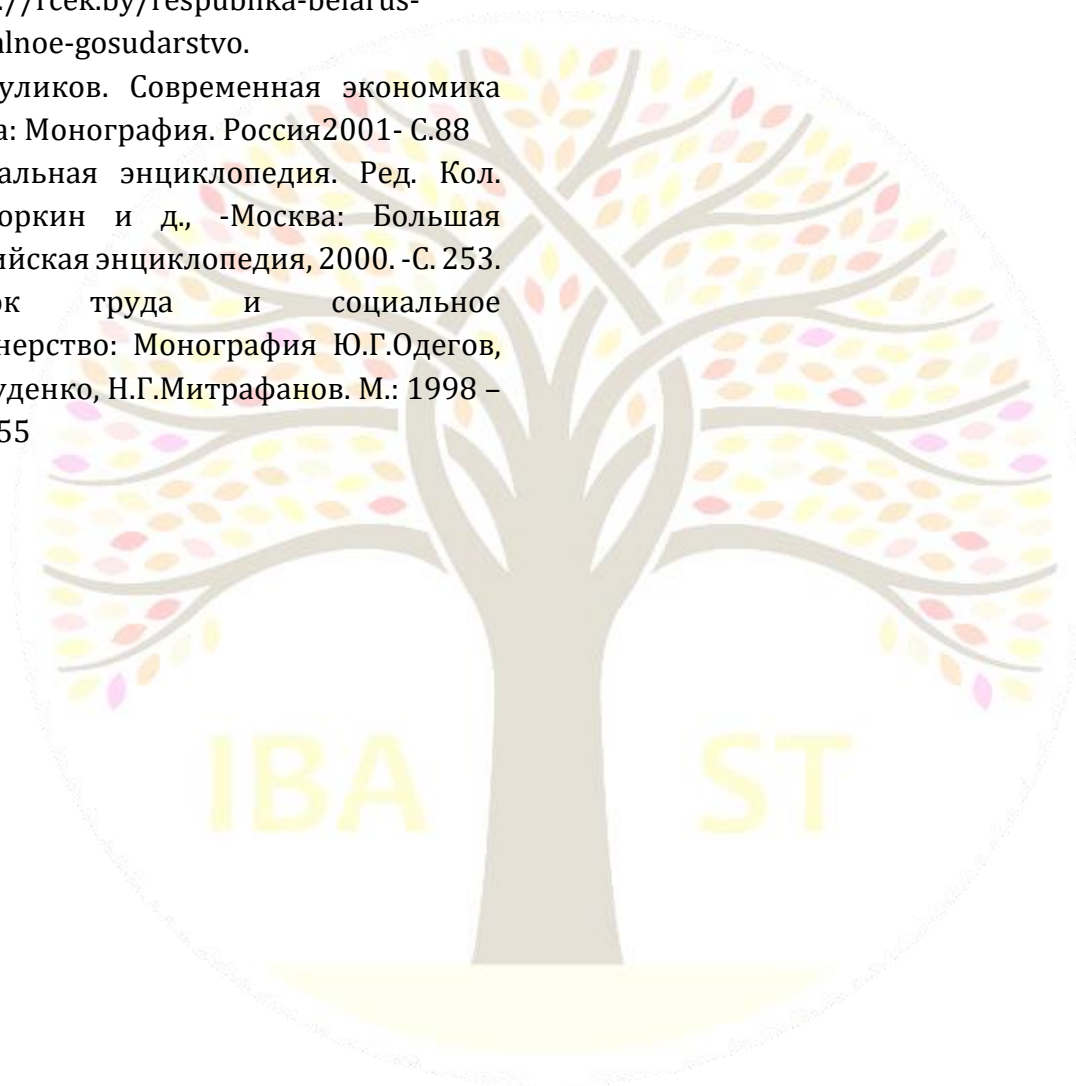 ://rcek.by/respublika-belarus-
alnoe-gosudarstvo.
уликов. Современная экономика
а: Монография. Россия2001- С.88
альная энциклопедия. Ред. Кол.
оркин и д., -Москва: Большая
ийская энциклопедия, 2000. -С. 253.
ок труда и социальное
нерство: Монография Ю.Г.Одегов,
уденко, Н.Г.Митрафанов. М.: 1998 –
55
IBA ST